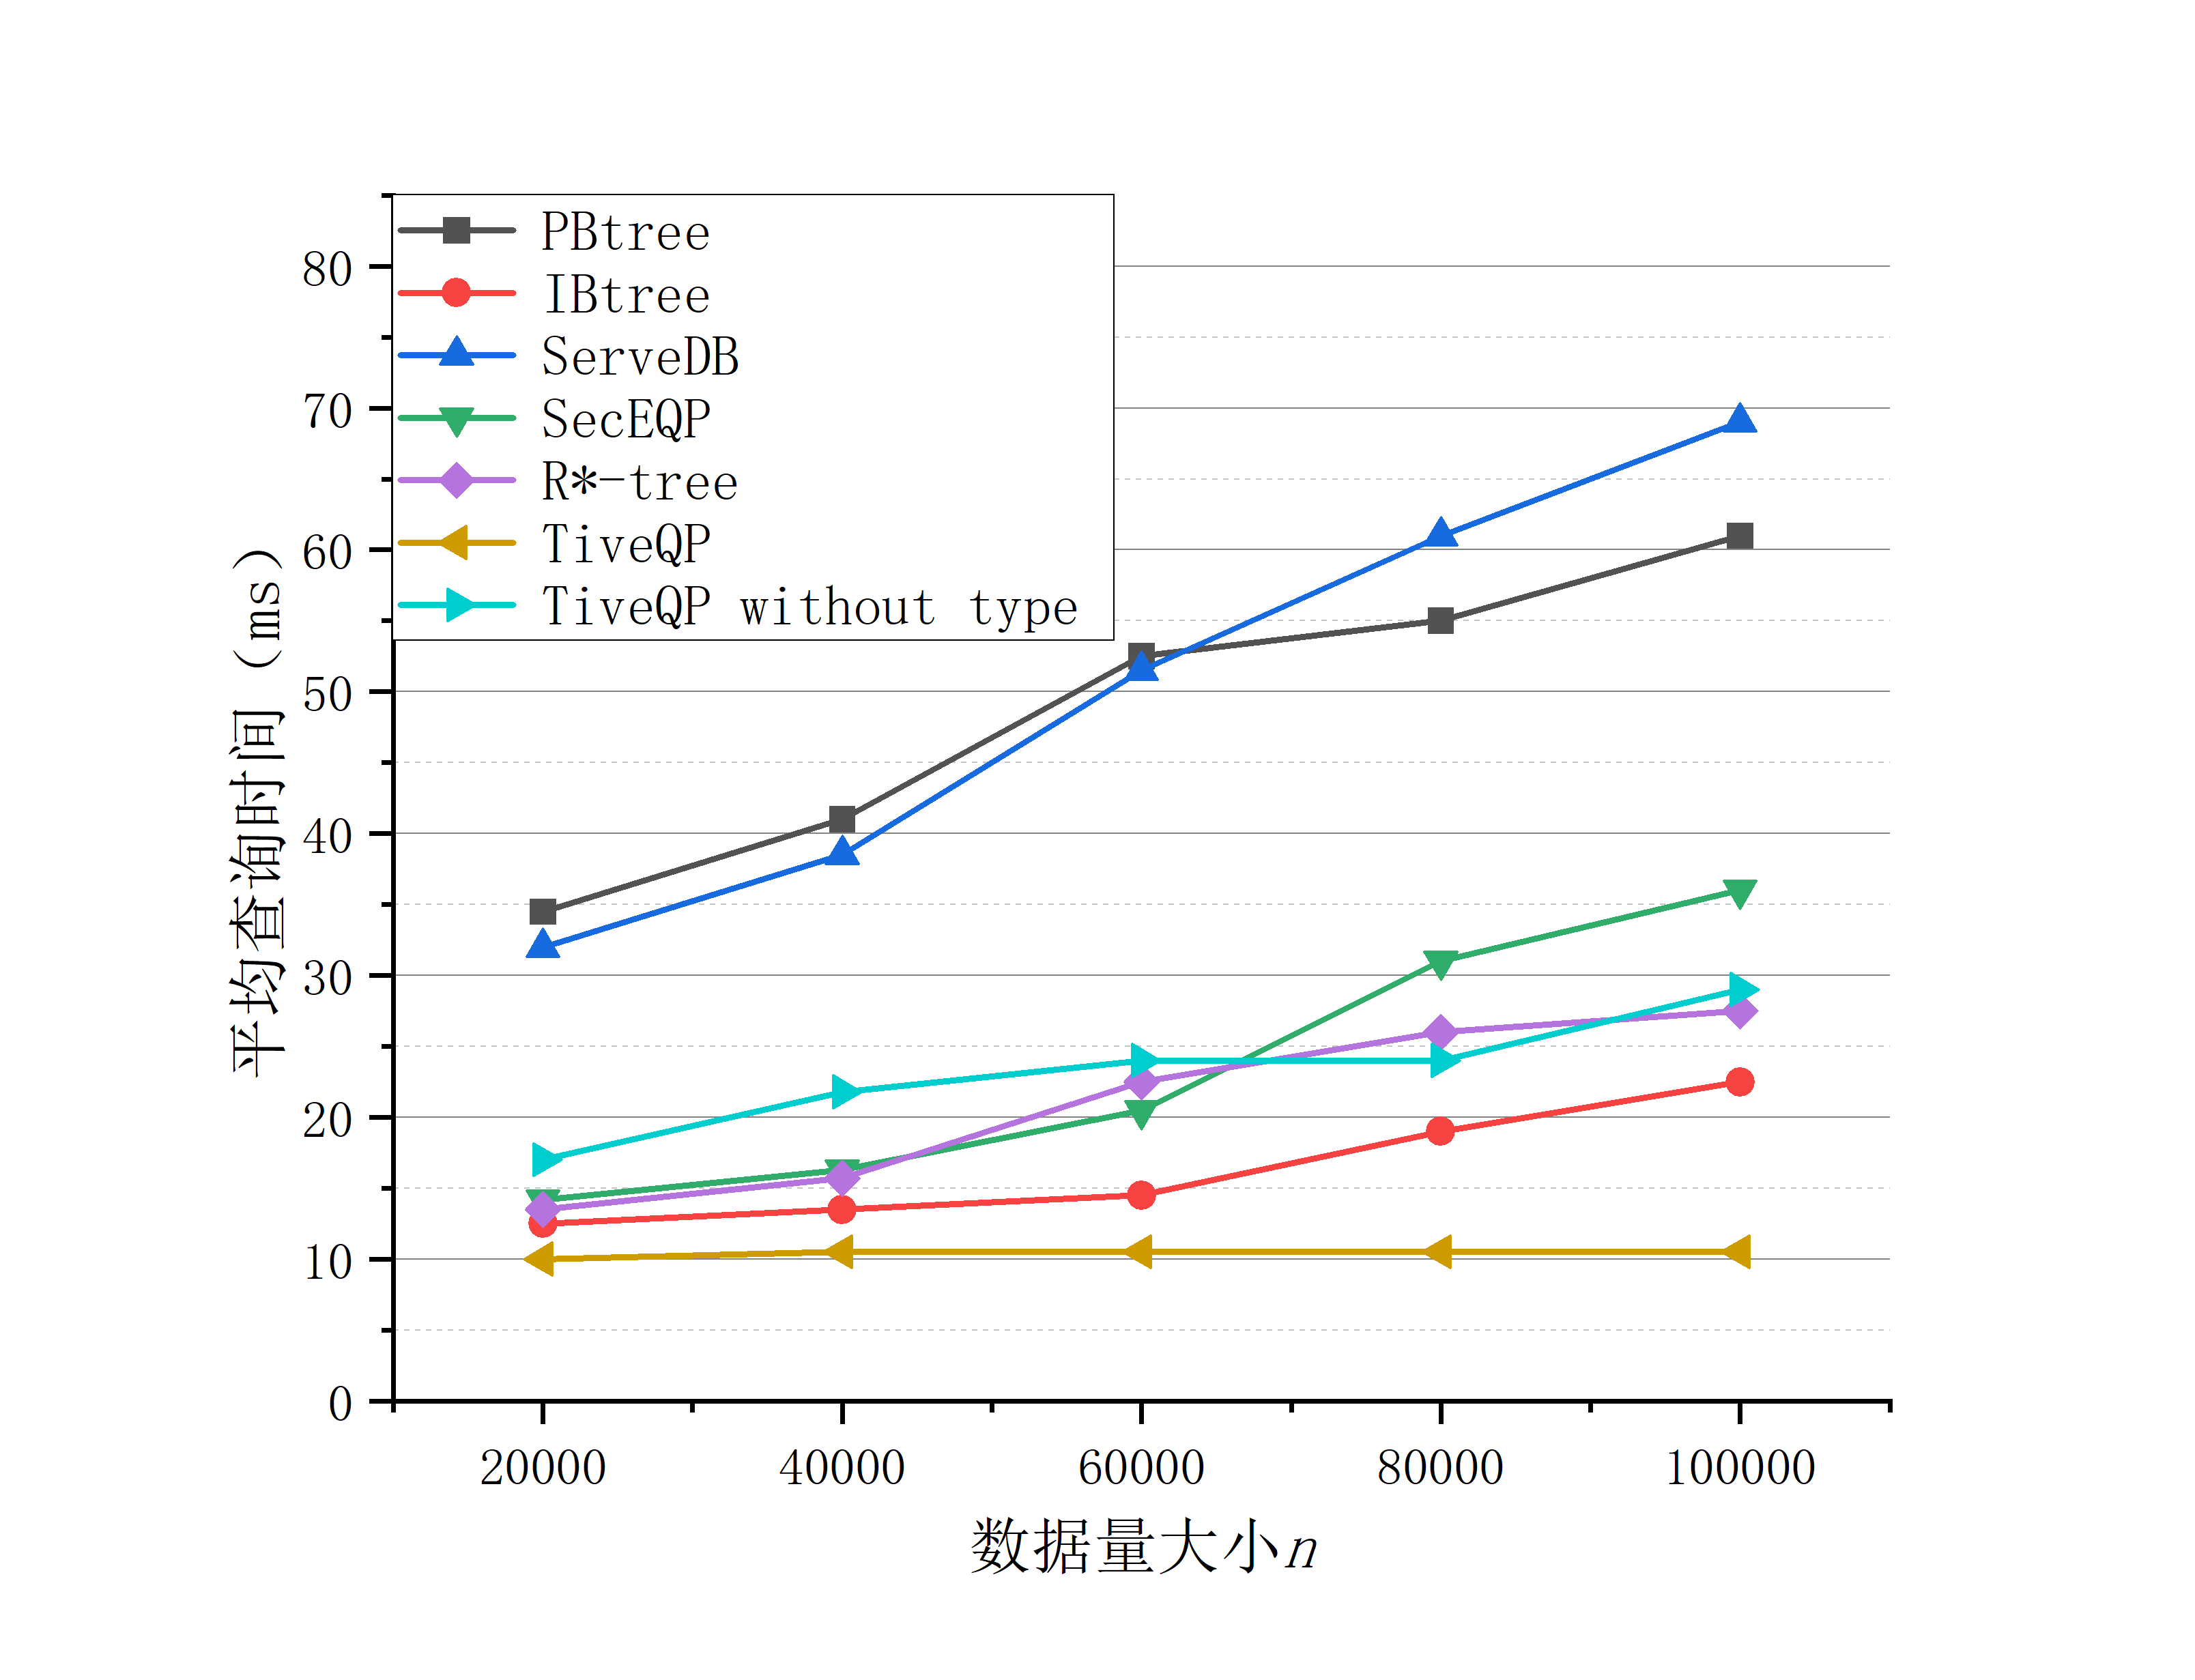 PBtree
IBtree
ServeDB
SecEQP
R*-tree
TiveQP
TiveQP without type
平均查询时间 (ms)
80
70
60
50
40
30
20
10
0
20000 40000 60000 80000 100000
数据量大小n